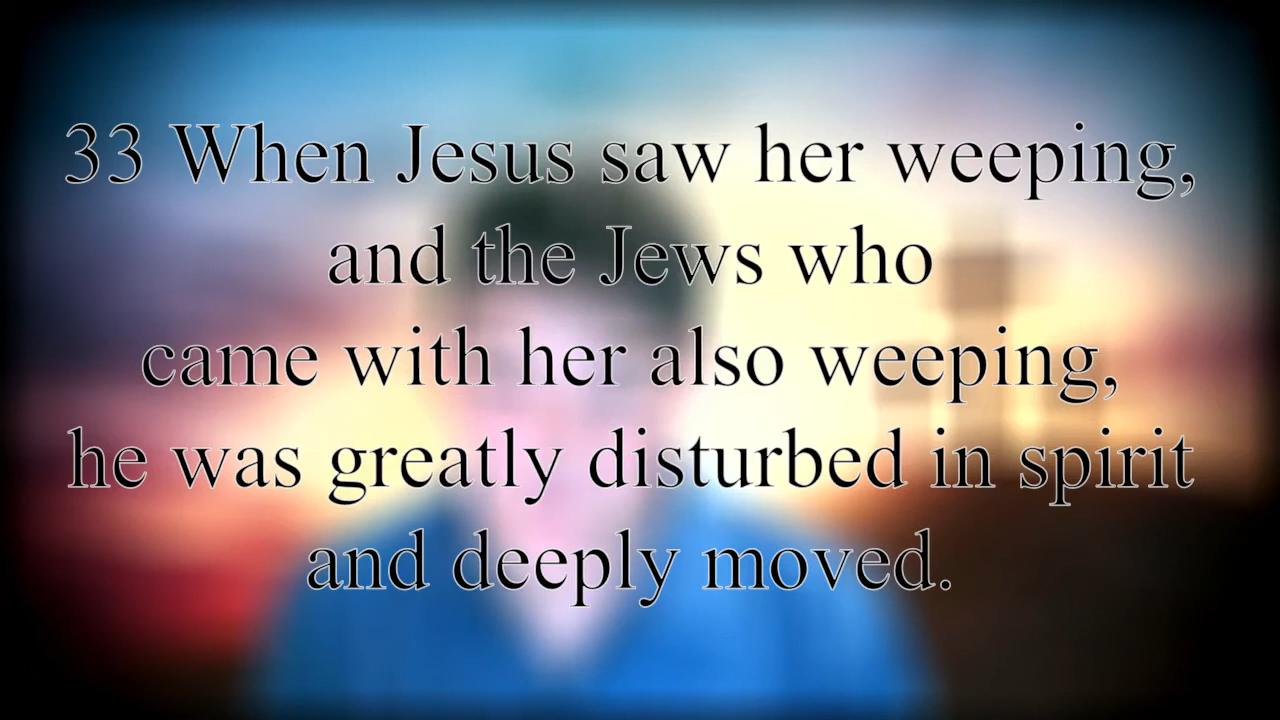 33 When Jesus saw her weeping,
and the Jews who
came with her also weeping,
he was greatly disturbed in spirit
and deeply moved.